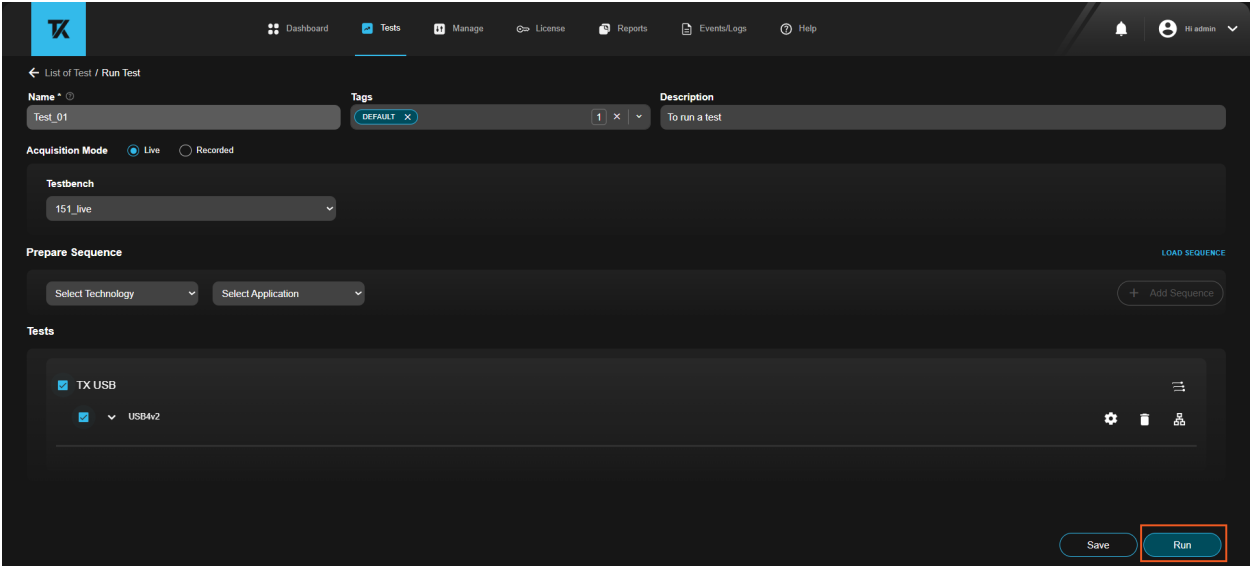 TK
Dashboard
Tests
Manage
License
Reports
Events/Logs
Help
Hi admin
List of Test / Run Test
Name *
Tags
Description
Test_01
DEFAULT X
1
To run a test
Acquisition Mode
Live
Recorded
Testbench
151_live
Prepare Sequence
LOAD SEQUENCE
Select Technology
Select Application
+ Add Sequence
Tests
TX USB
USB4v2
Save
Run